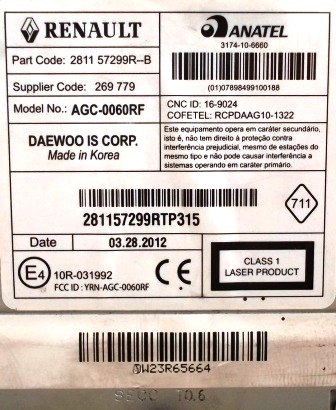 RENAULT
ANATEL
3174-10-6660
Part Code: 2811 57299R--B
(01)07898499100188
Supplier Code: 269 779
Model No.: AGC-0060RF
CNC ID: 16-9024
COFETEL: RCPDAAG10-1322
DAEWOO IS CORP.
Made in Korea
Este equipamento opera em caráter secundário,
isto é, não tem direito à proteção contra
interferência prejudicial, mesmo de estações do
mesmo tipo e não pode causar interferência a
sistemas operando em caráter primário.
281157299RTP315
711
Date 03.28.2012
E4 10R-031992
FCC ID : YRN-AGC-0060RF
CE
CLASS 1
LASER PRODUCT
DW23R65664
SECC 10.6